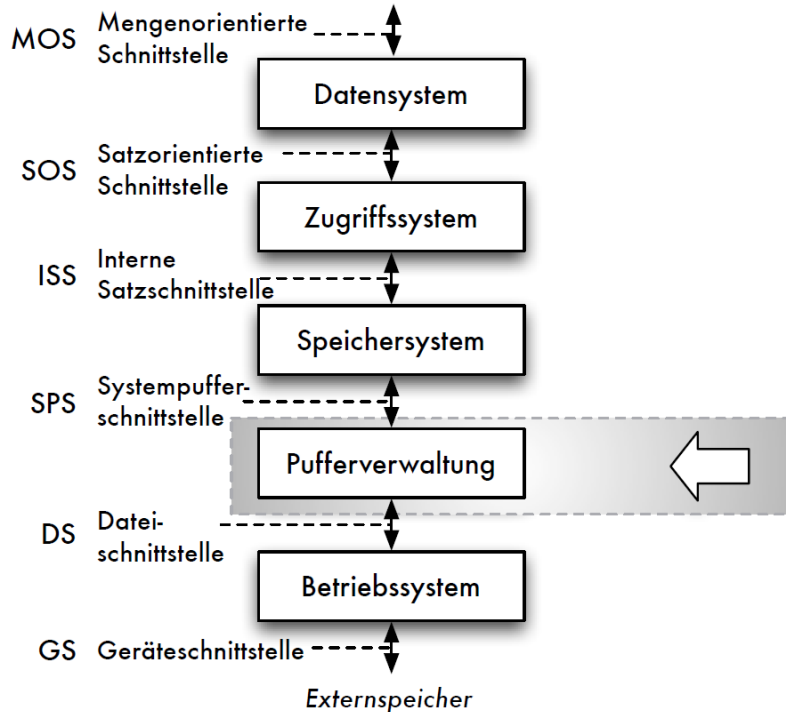 MOS Mengenorientierte
Schnittstelle
Datensystem
SOS Satzorientierte
Schnittstelle
Zugriffssystem
ISS Interne
Satzschnittstelle
Speichersystem
SPS Systempuffer-
schnittstelle
Pufferverwaltung
DS Datei-
schnittstelle
Betriebssystem
GS Geräteschnittstelle
Externspeicher